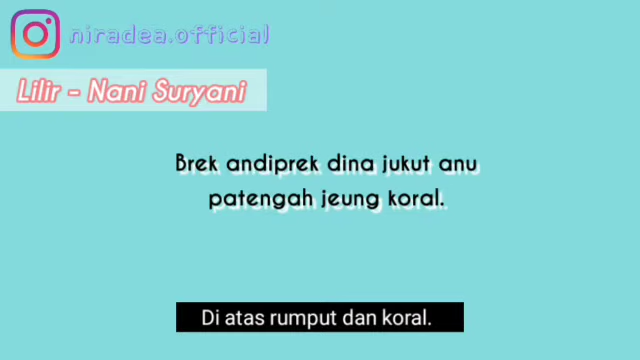 niradea.official
Lilir - Nani Suryani
Brek andiprek dina jukut anu
patengah jeung koral.
Di atas rumput dan koral.